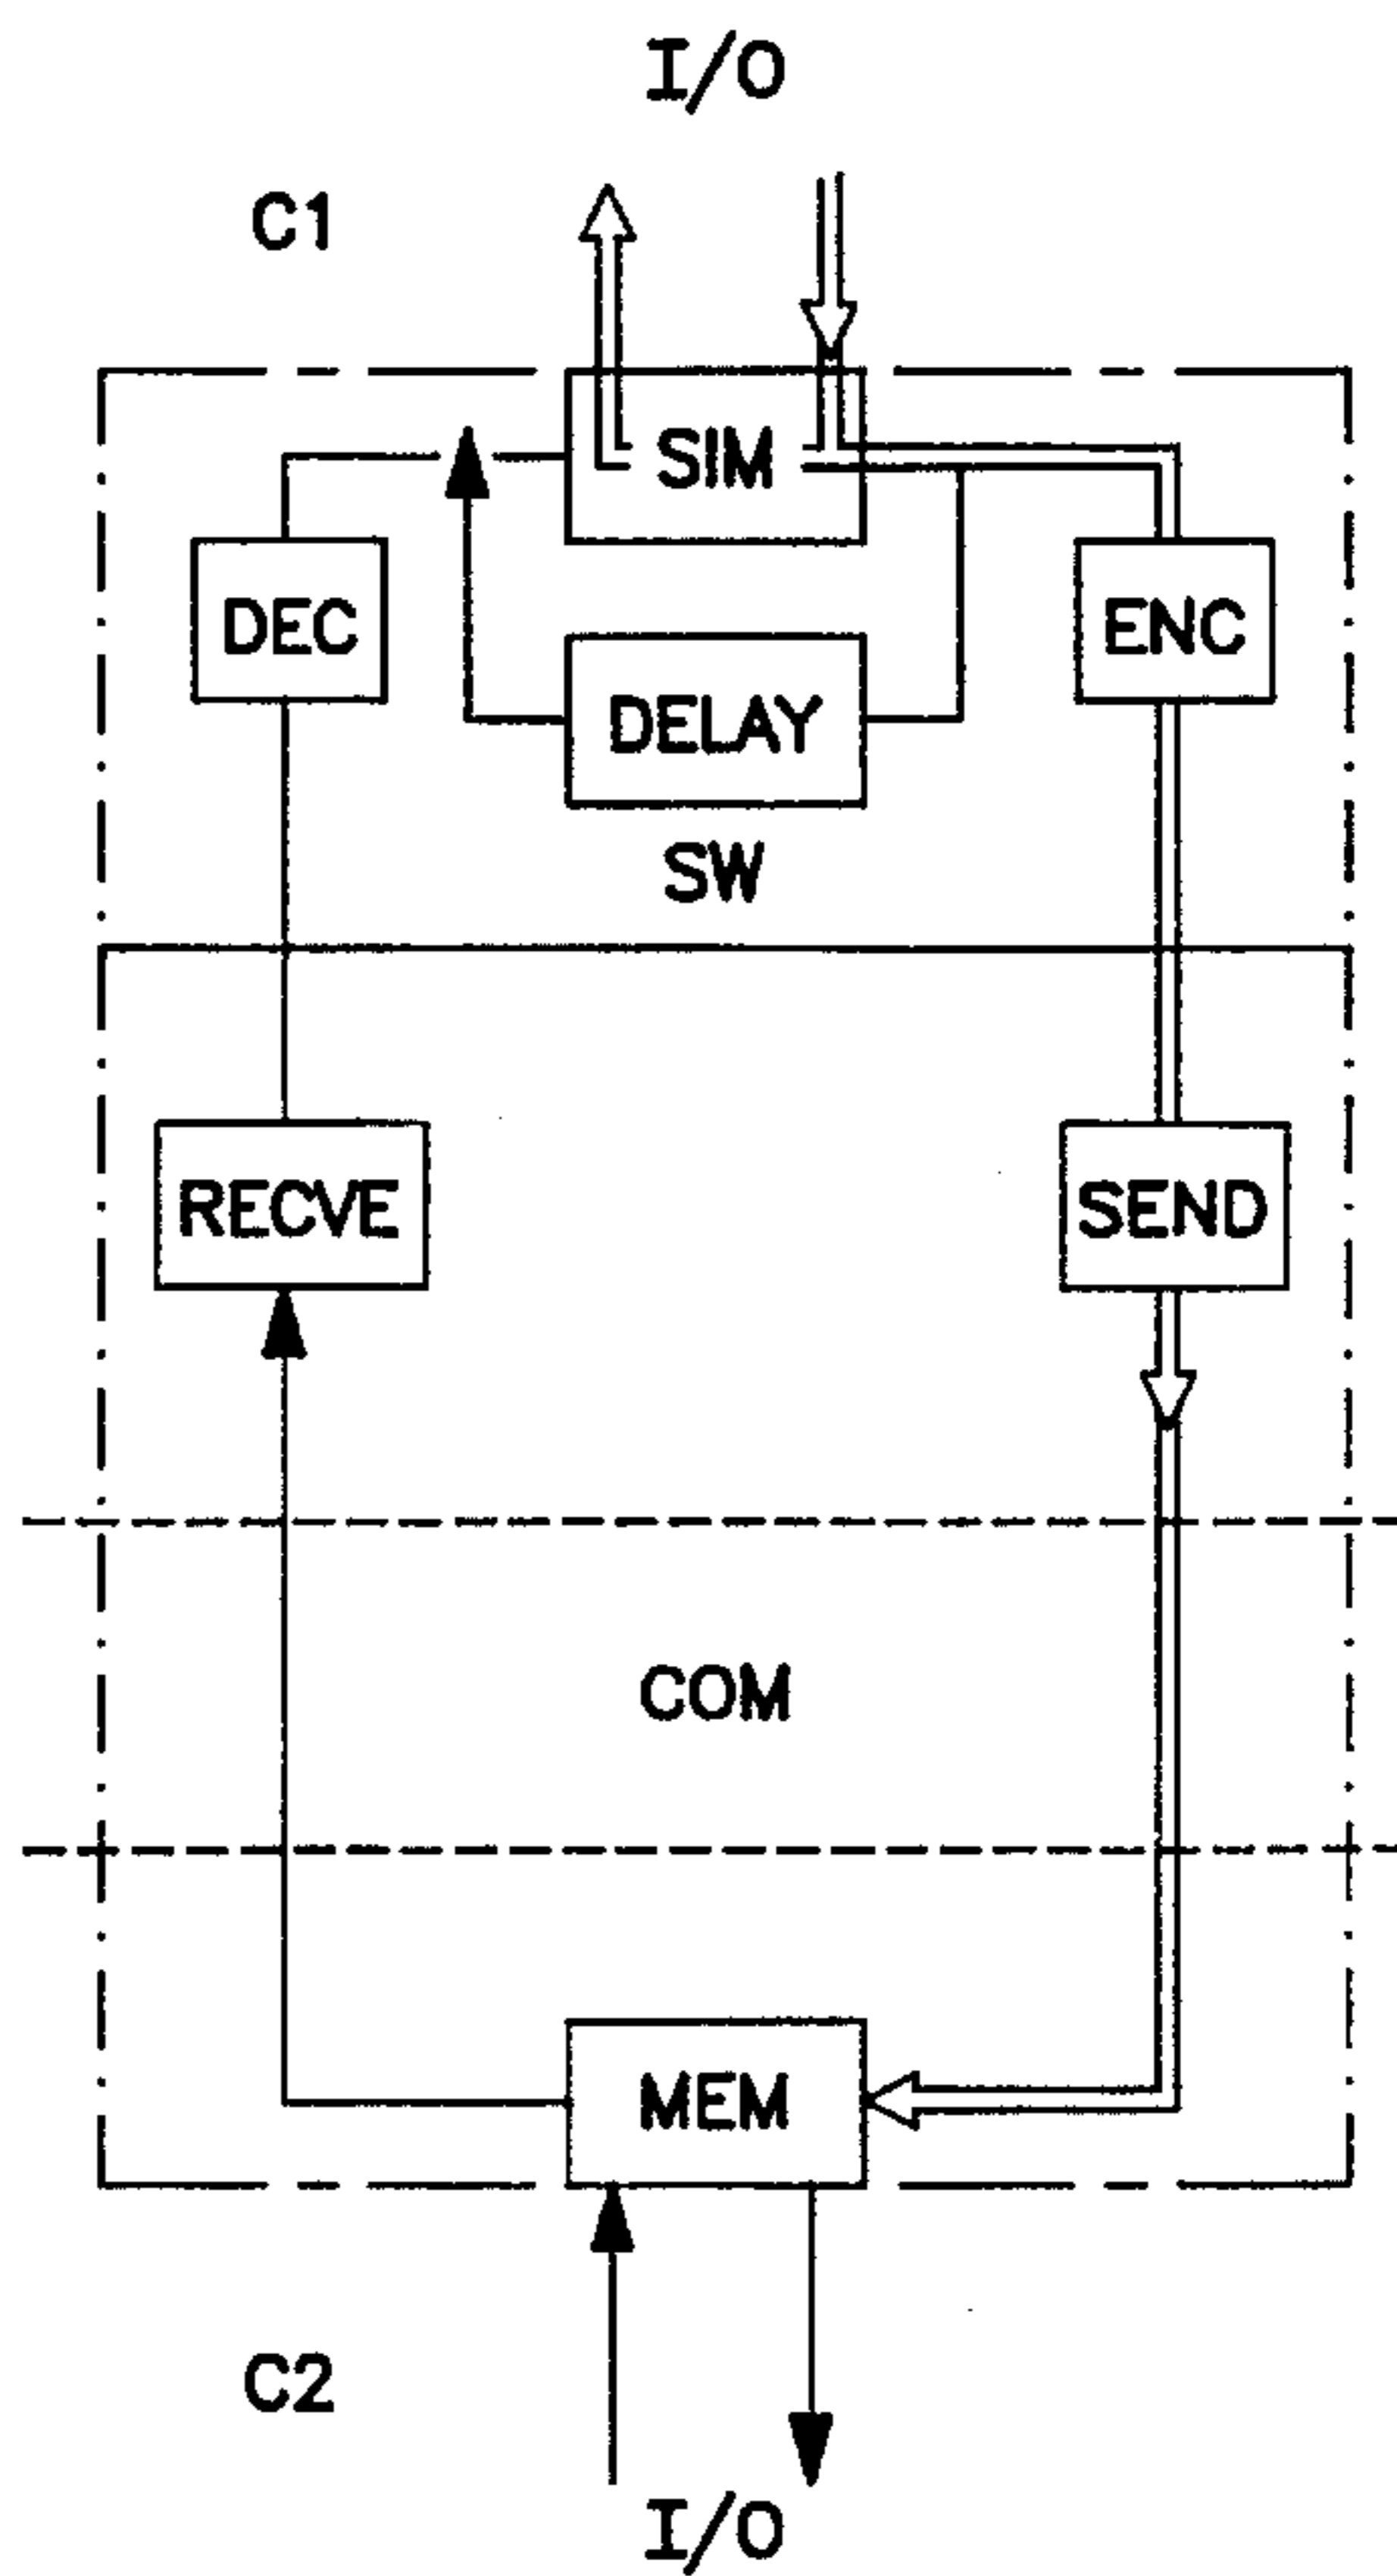 I/O
C1
SIM
DEC
ENC
DELAY
SW
RECVE
SEND
COM
MEM
C2
I/O